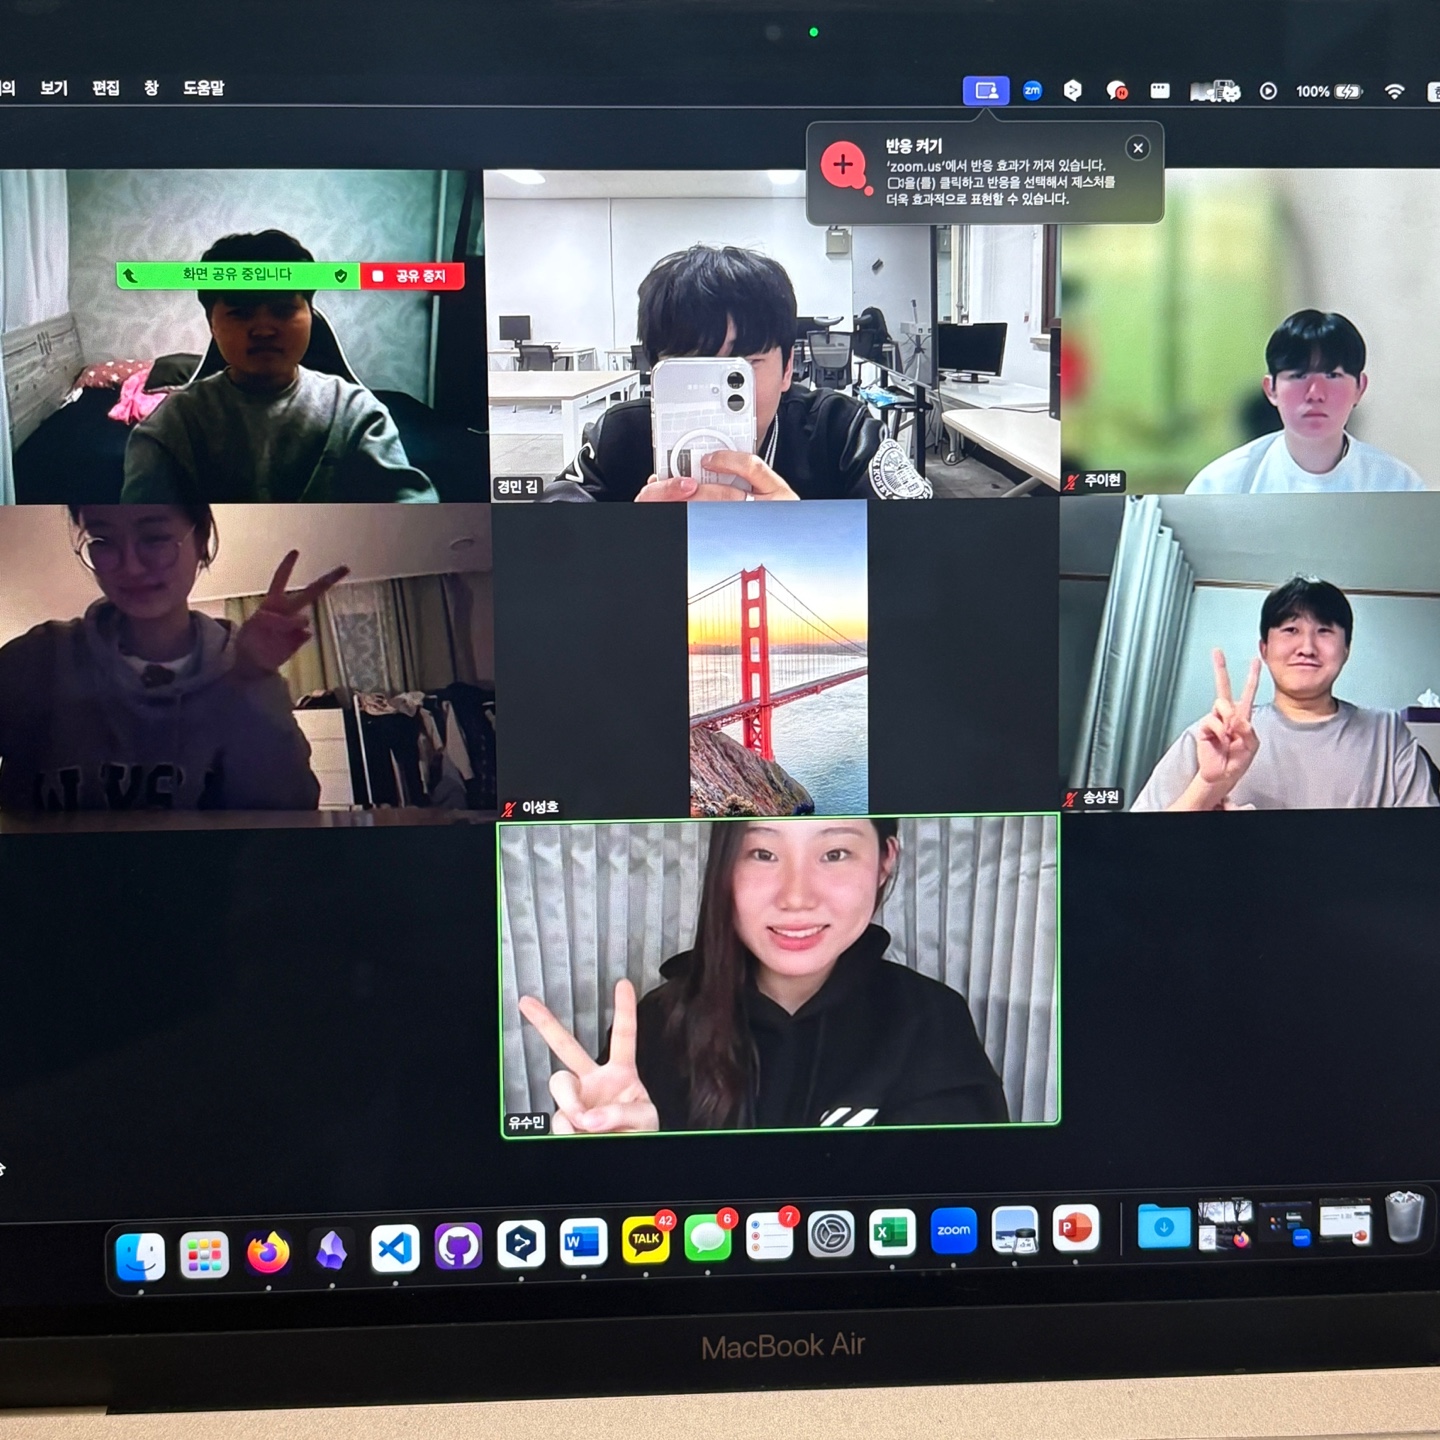 보기 편집 창 도움말
zm
100%
반응 켜기
'zoom.us'에서 반응 효과가 꺼져 있습니다.
을(를) 클릭하고 반응을 선택해서 제스처를
더욱 효과적으로 표현할 수 있습니다.
화면 공유 중입니다 공유 중지
경민 김
주이현
이성호
송상원
유수민
W
TALK
42
6
7
X
zoom
P
MacBook Air